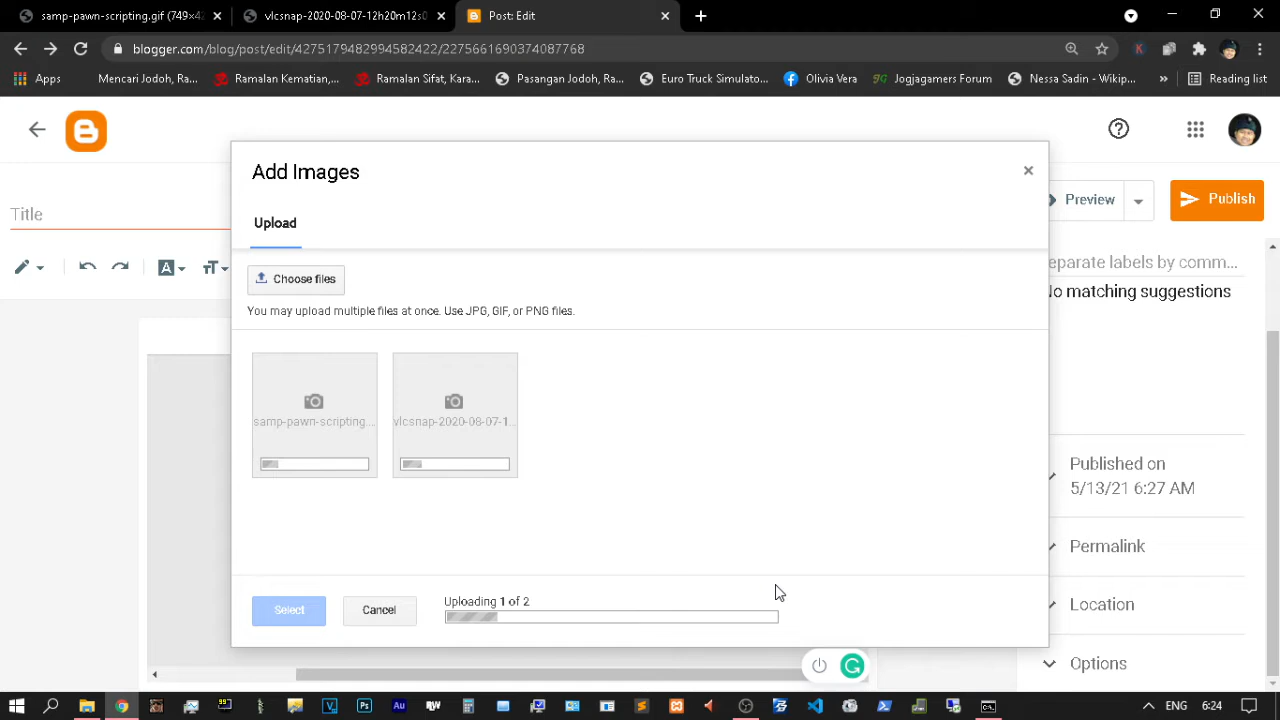 samp-pawn-scripting.gif (749×42
vlcsnap-2020-08-07-12h20m12s0
Post: Edit
blogger.com/blog/post/edit/4275179482994582422/2275661690374087768
Apps
Mencari Jodoh, Ra...
Ramalan Kematian,...
Ramalan Sifat, Kara...
Pasangan Jodoh, Ra...
Euro Truck Simulato...
Olivia Vera
Jogjagamers Forum
Nessa Sadin - Wikip...
»
Reading list
Add Images
Upload
Title
Preview
Publish
Choose files
You may upload multiple files at once. Use JPG, GIF, or PNG files.
eparate labels by comm...
No matching suggestions
samp-pawn-scripting...
vlcsnap-2020-08-07-1...
Published on
5/13/21 6:27 AM
Permalink
Location
Options
Select
Cancel
Uploading 1 of 2
ENG
6:24